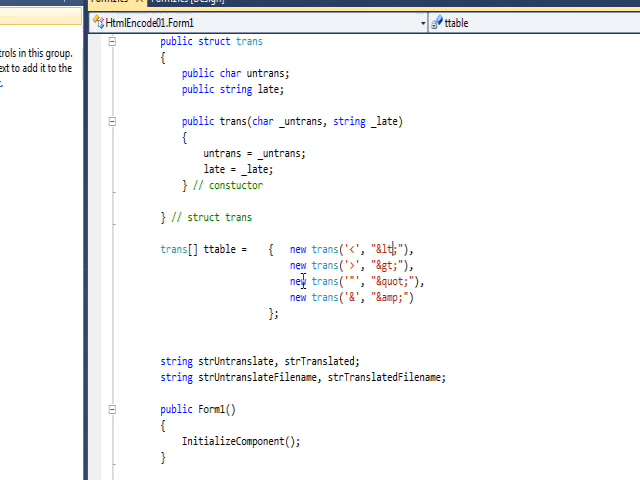 HtmlEncode01.Form1
ttable
trols in this group.
ext to add it to the
public struct trans
{
public char untrans;
public string late;
public trans(char _untrans, string _late)
{
untrans = _untrans;
late = _late;
} // constuctor
} // struct trans
trans[] ttable = { new trans('<', "&lt;"),
new trans('>', "&gt;"),
new trans('"', "&quot;"),
new trans('&', "&amp;")
};
string strUntranslate, strTranslated;
string strUntranslateFilename, strTranslatedFilename;
public Form1()
{
InitializeComponent();
}